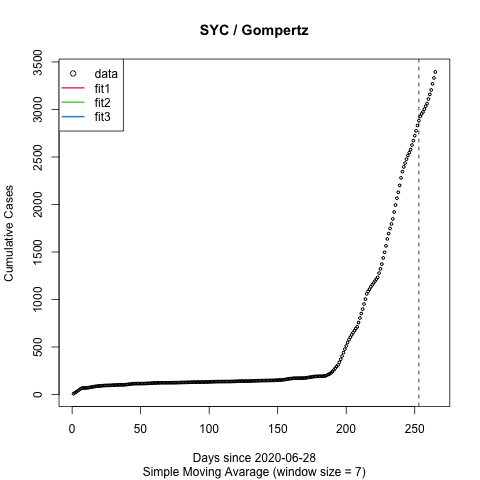 SYC / Gompertz
data
fit1
fit2
fit3
Cumulative Cases
0
500
1000
1500
2000
2500
3000
3500
0 50 100 150 200 250
Days since 2020-06-28
Simple Moving Avarage (window size = 7)